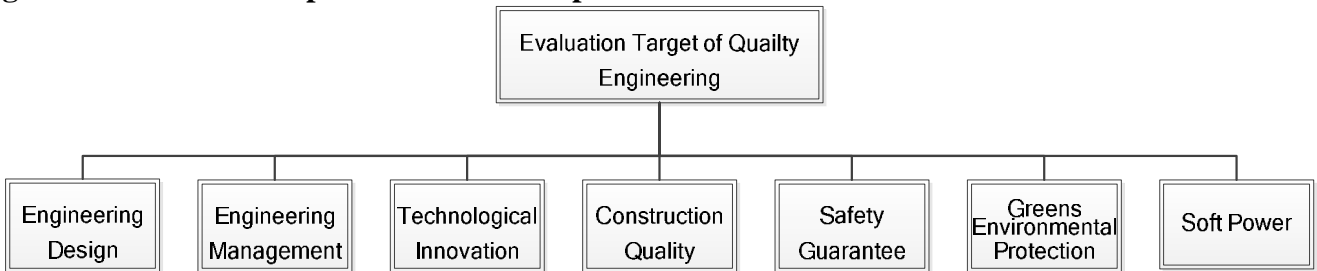 Evaluation Target of Quailty
Engineering
Engineering
Design
Engineering
Management
Technological
Innovation
Construction
Quality
Safety
Guarantee
Greens
Environmental
Protection
Soft Power